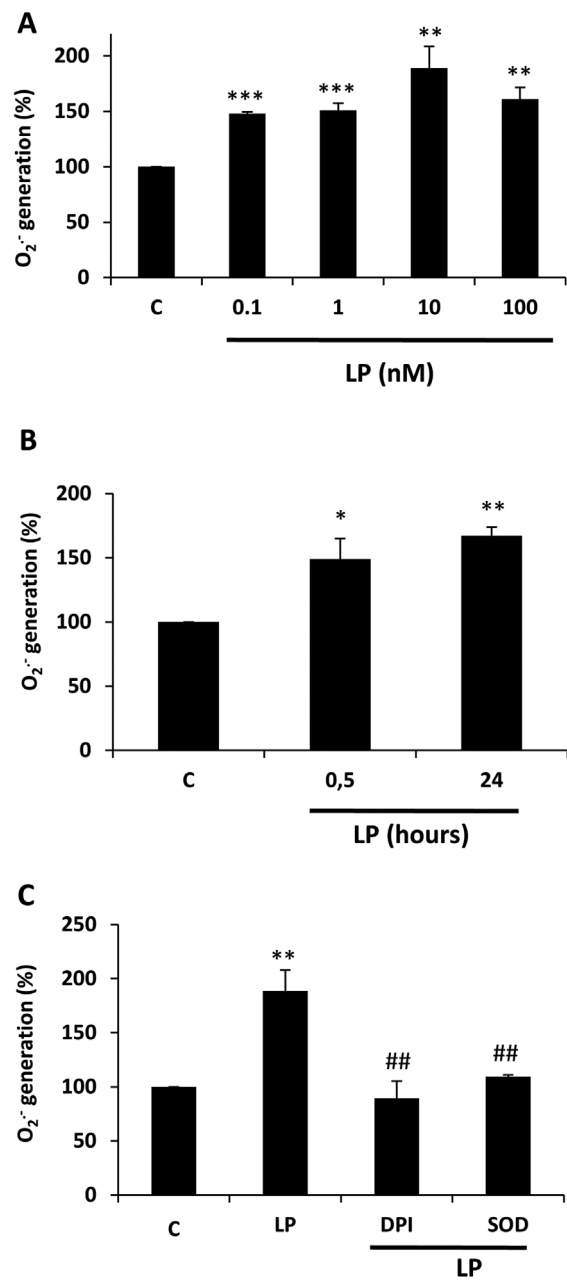 A
O₂·⁻ generation (%)
200
150
100
50
0
***
***
**
**
C 0.1 1 10 100
LP (nM)
B
O₂·⁻ generation (%)
200
150
100
50
0
*
**
C 0,5 24
LP (hours)
C
O₂·⁻ generation (%)
250
200
150
100
50
0
**
##
##
C LP DPI SOD
LP